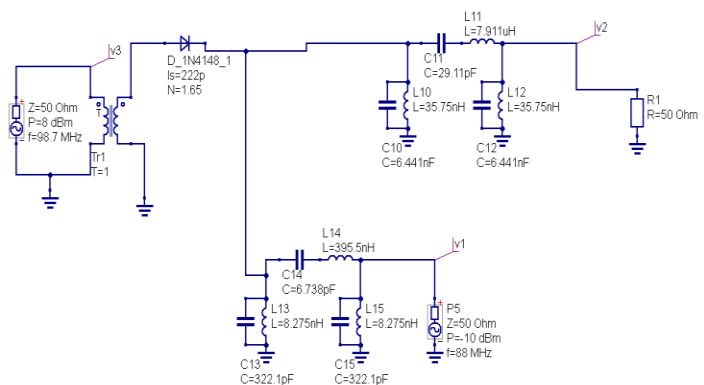 L11
L=7.911uH
v2
v3
D_1N4148_1
Is=222p
N=1.65
C11
C=29.11pF
Z=50 Ohm
P=8 dBm
f=98.7 MHz
T
L10
L=35.75nH
L12
L=35.75nH
R1
R=50 Ohm
Tr1
T=1
C10
C=6.441nF
C12
C=6.441nF
L14
L=395.5nH
v1
C14
C=6.738pF
L13
L=8.275nH
L15
L=8.275nH
P5
Z=50 Ohm
P=-10 dBm
f=88 MHz
C13
C=322.1pF
C15
C=322.1pF